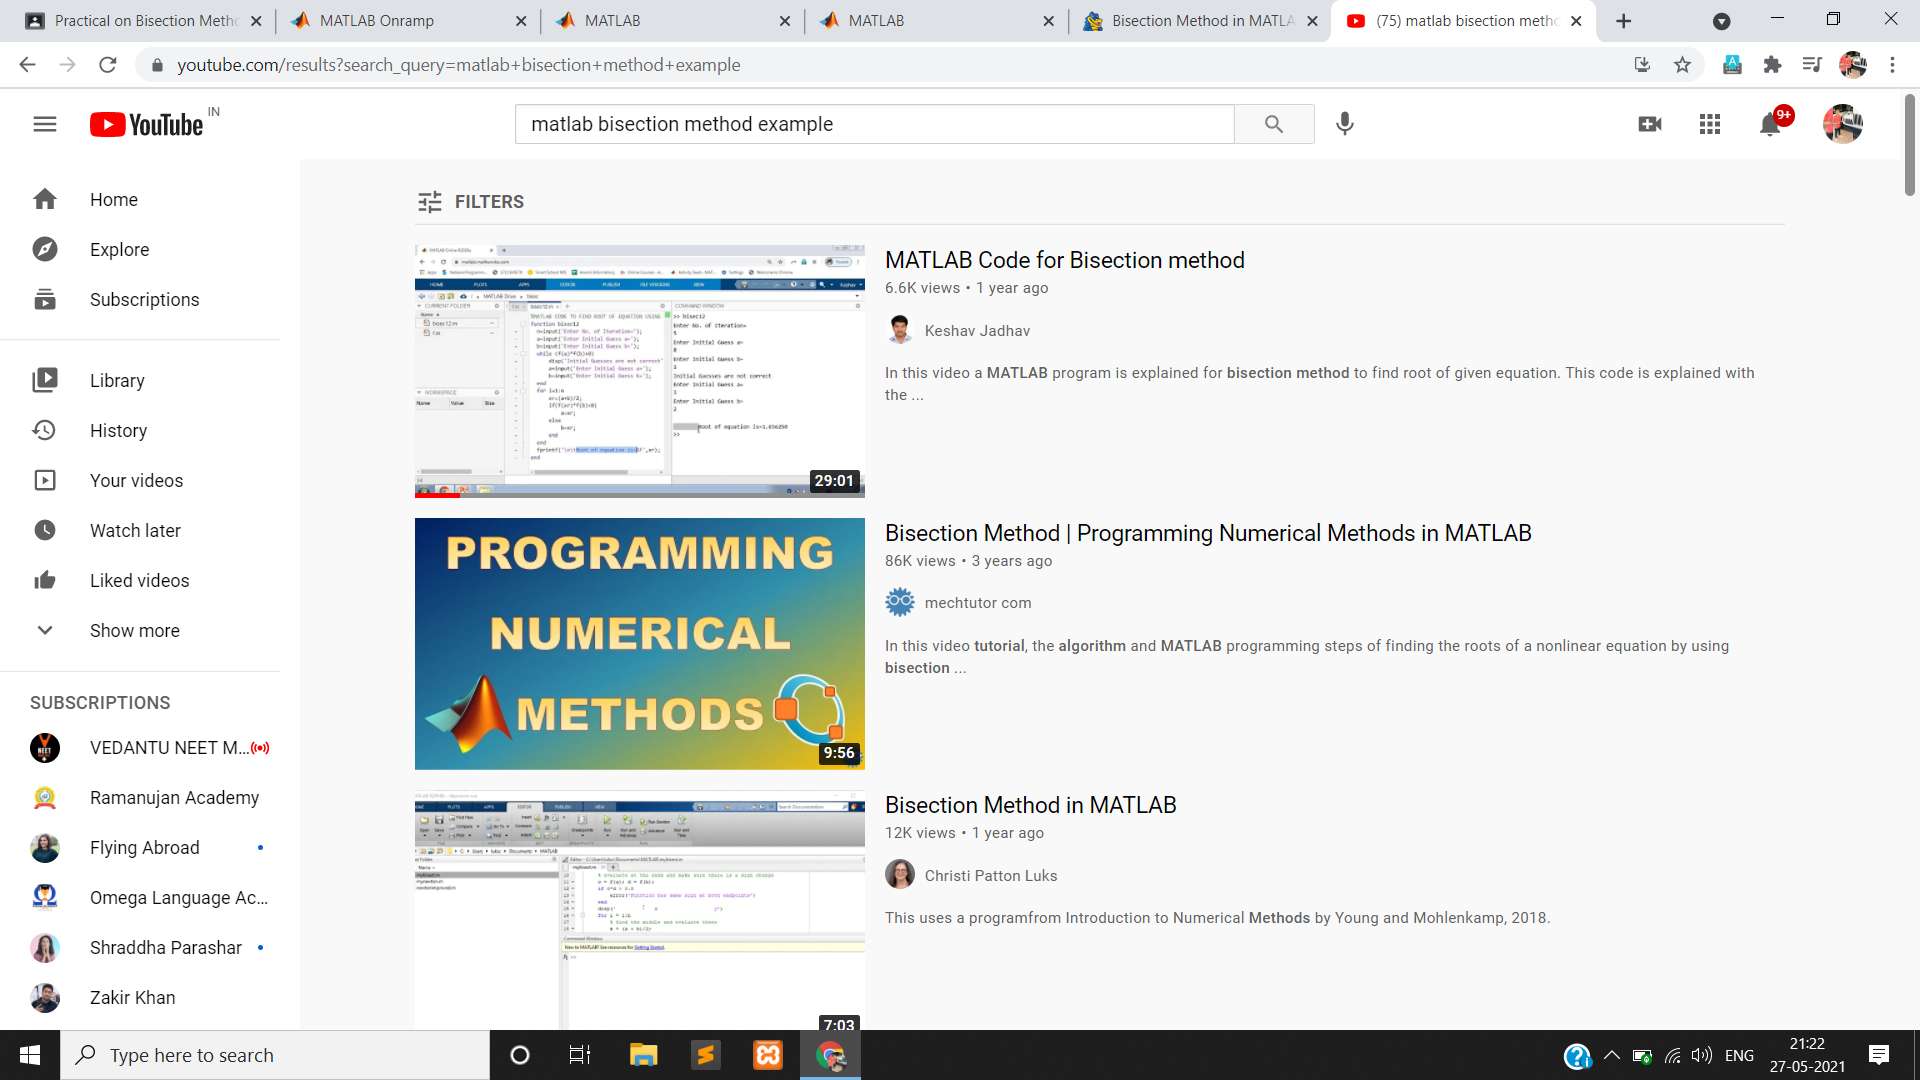 Practical on Bisection Metho
MATLAB Onramp
MATLAB
MATLAB
Bisection Method in MATLA
(75) matlab bisection metho
youtube.com/results?search_query=matlab+bisection+method+example
YouTube IN
matlab bisection method example
9+
Home
Explore
Subscriptions
Library
History
Your videos
Watch later
Liked videos
Show more
SUBSCRIPTIONS
VEDANTU NEET M...
Ramanujan Academy
Flying Abroad
Omega Language Ac...
Shraddha Parashar
Zakir Khan
FILTERS
29:01
MATLAB Code for Bisection method
6.6K views • 1 year ago
Keshav Jadhav
In this video a MATLAB program is explained for bisection method to find root of given equation. This code is explained with
the ...
PROGRAMMING
NUMERICAL
METHODS
9:56
Bisection Method | Programming Numerical Methods in MATLAB
86K views • 3 years ago
mechtutor com
In this video tutorial, the algorithm and MATLAB programming steps of finding the roots of a nonlinear equation by using
bisection ...
7:03
Bisection Method in MATLAB
12K views • 1 year ago
Christi Patton Luks
This uses a programfrom Introduction to Numerical Methods by Young and Mohlenkamp, 2018.
Type here to search
ENG
21:22
27-05-2021